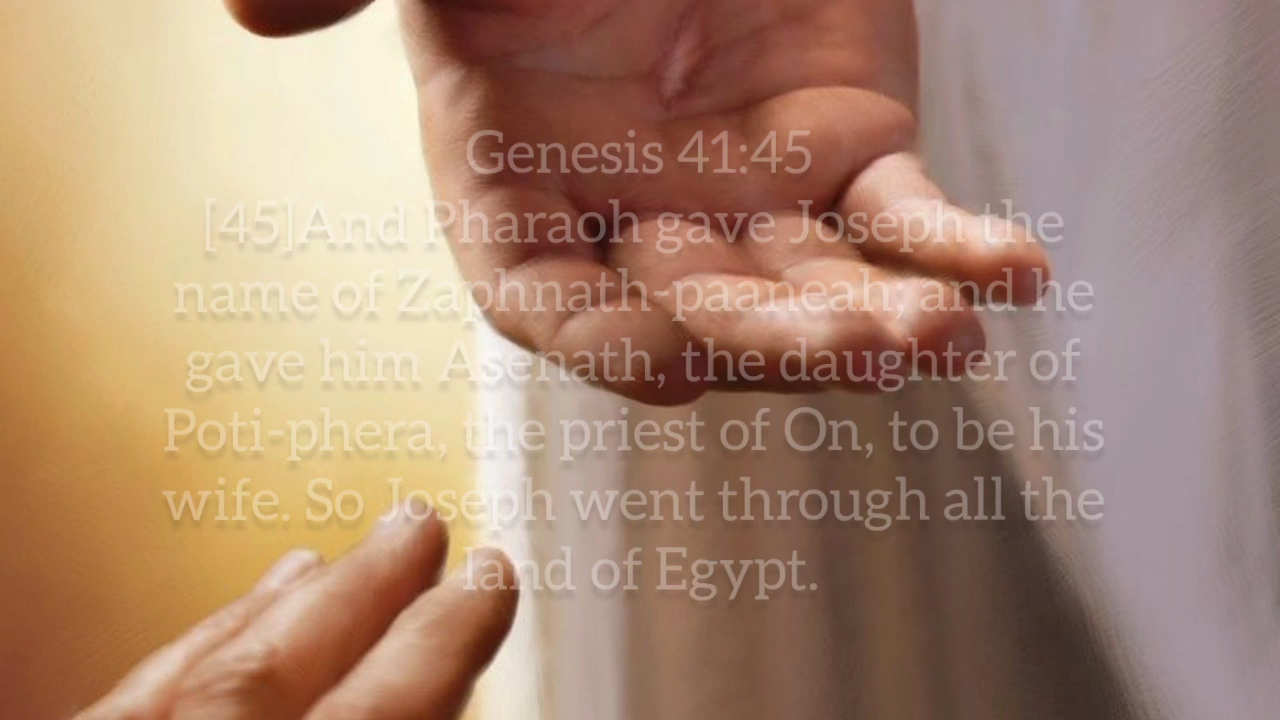 Genesis 41:45
[45]And Pharaoh gave Joseph the
name of Zaphnath-paaneah; and he
gave him Asenath, the daughter of
Poti-phera, the priest of On, to be his
wife. So Joseph went through all the
land of Egypt.